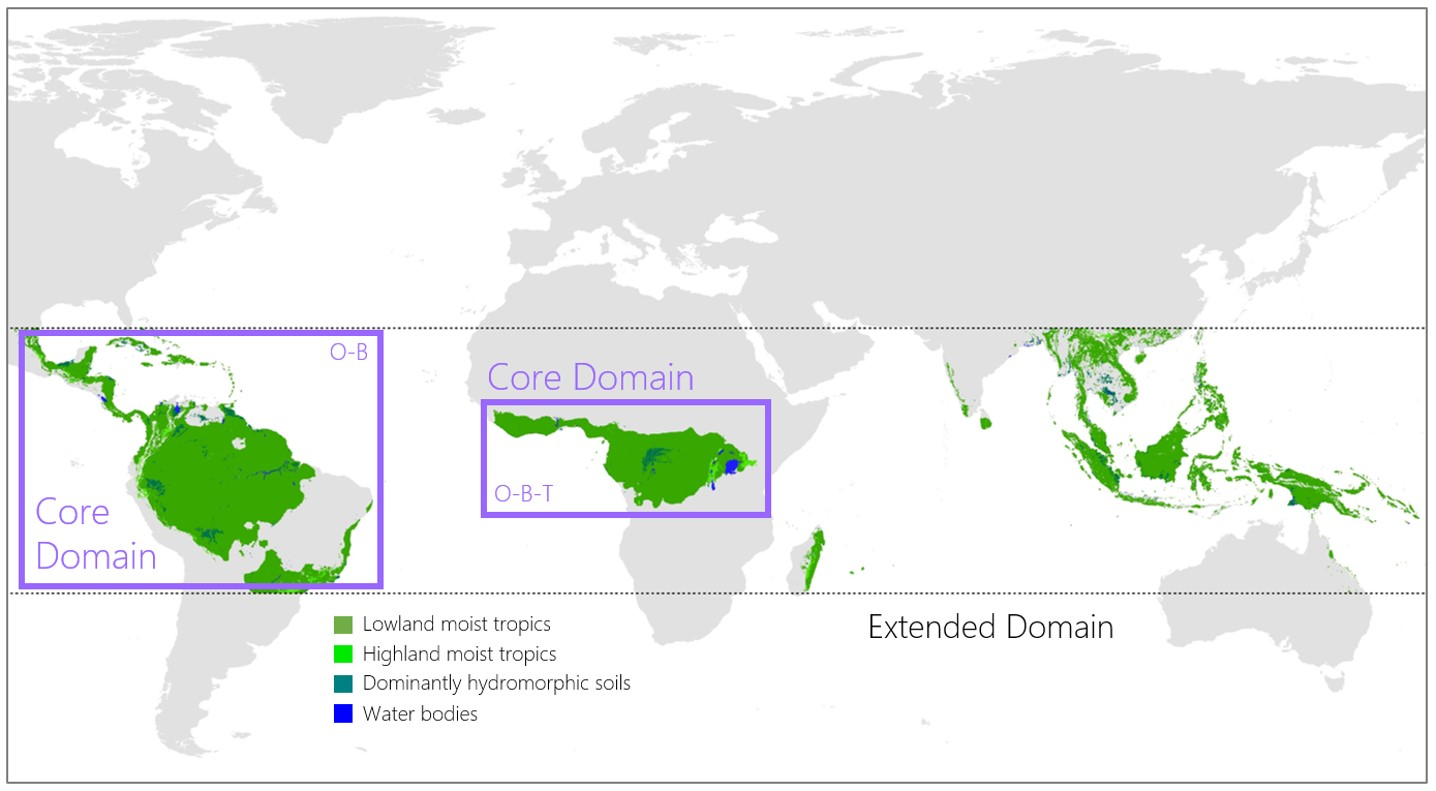 O-B
Core Domain
Core
Domain
O-B-T
Extended Domain
Lowland moist tropics
Highland moist tropics
Dominantly hydromorphic soils
Water bodies